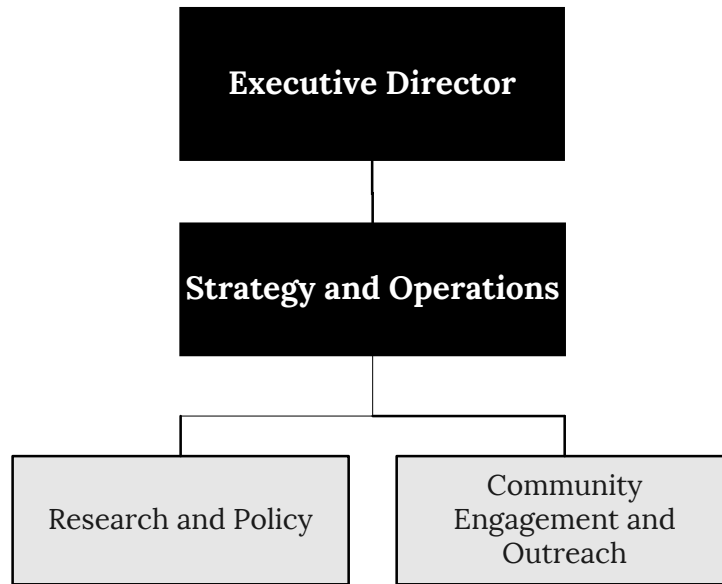 Executive Director
Strategy and Operations
Research and Policy
Community
Engagement and
Outreach